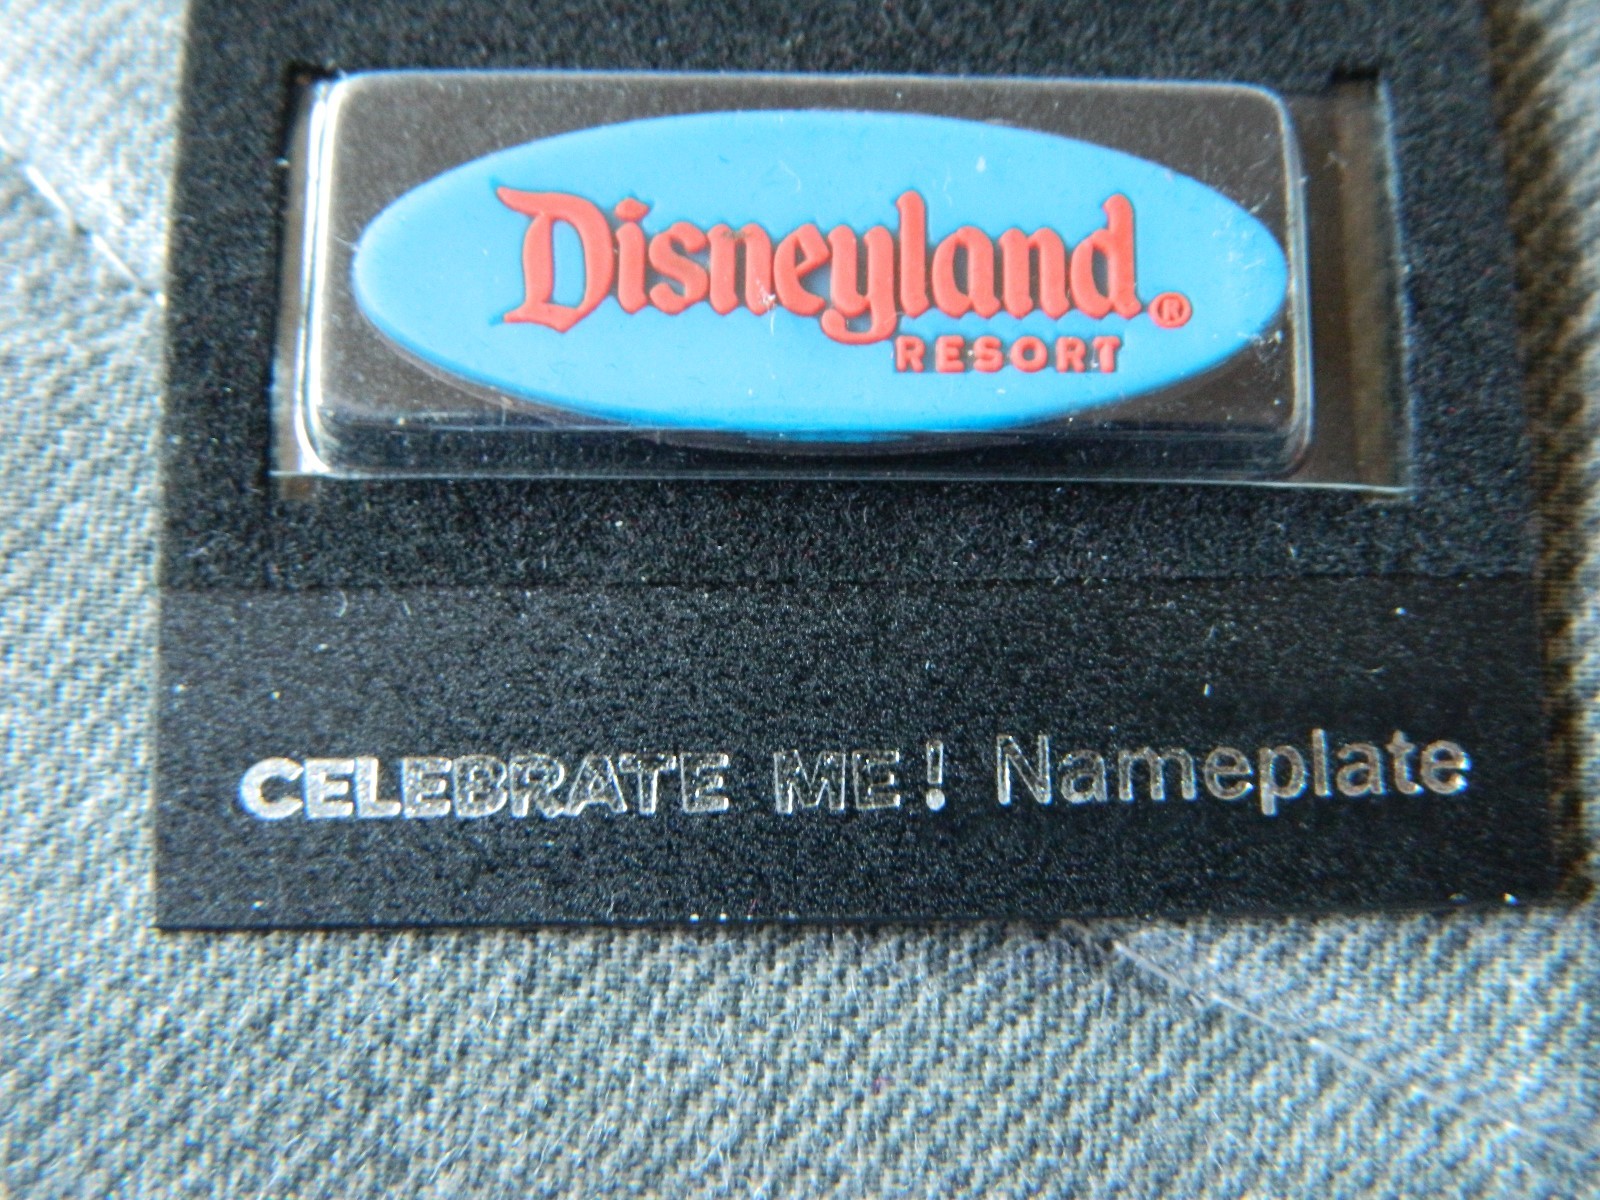 Disneyland®
RESORT
CELEBRATE ME! Nameplate